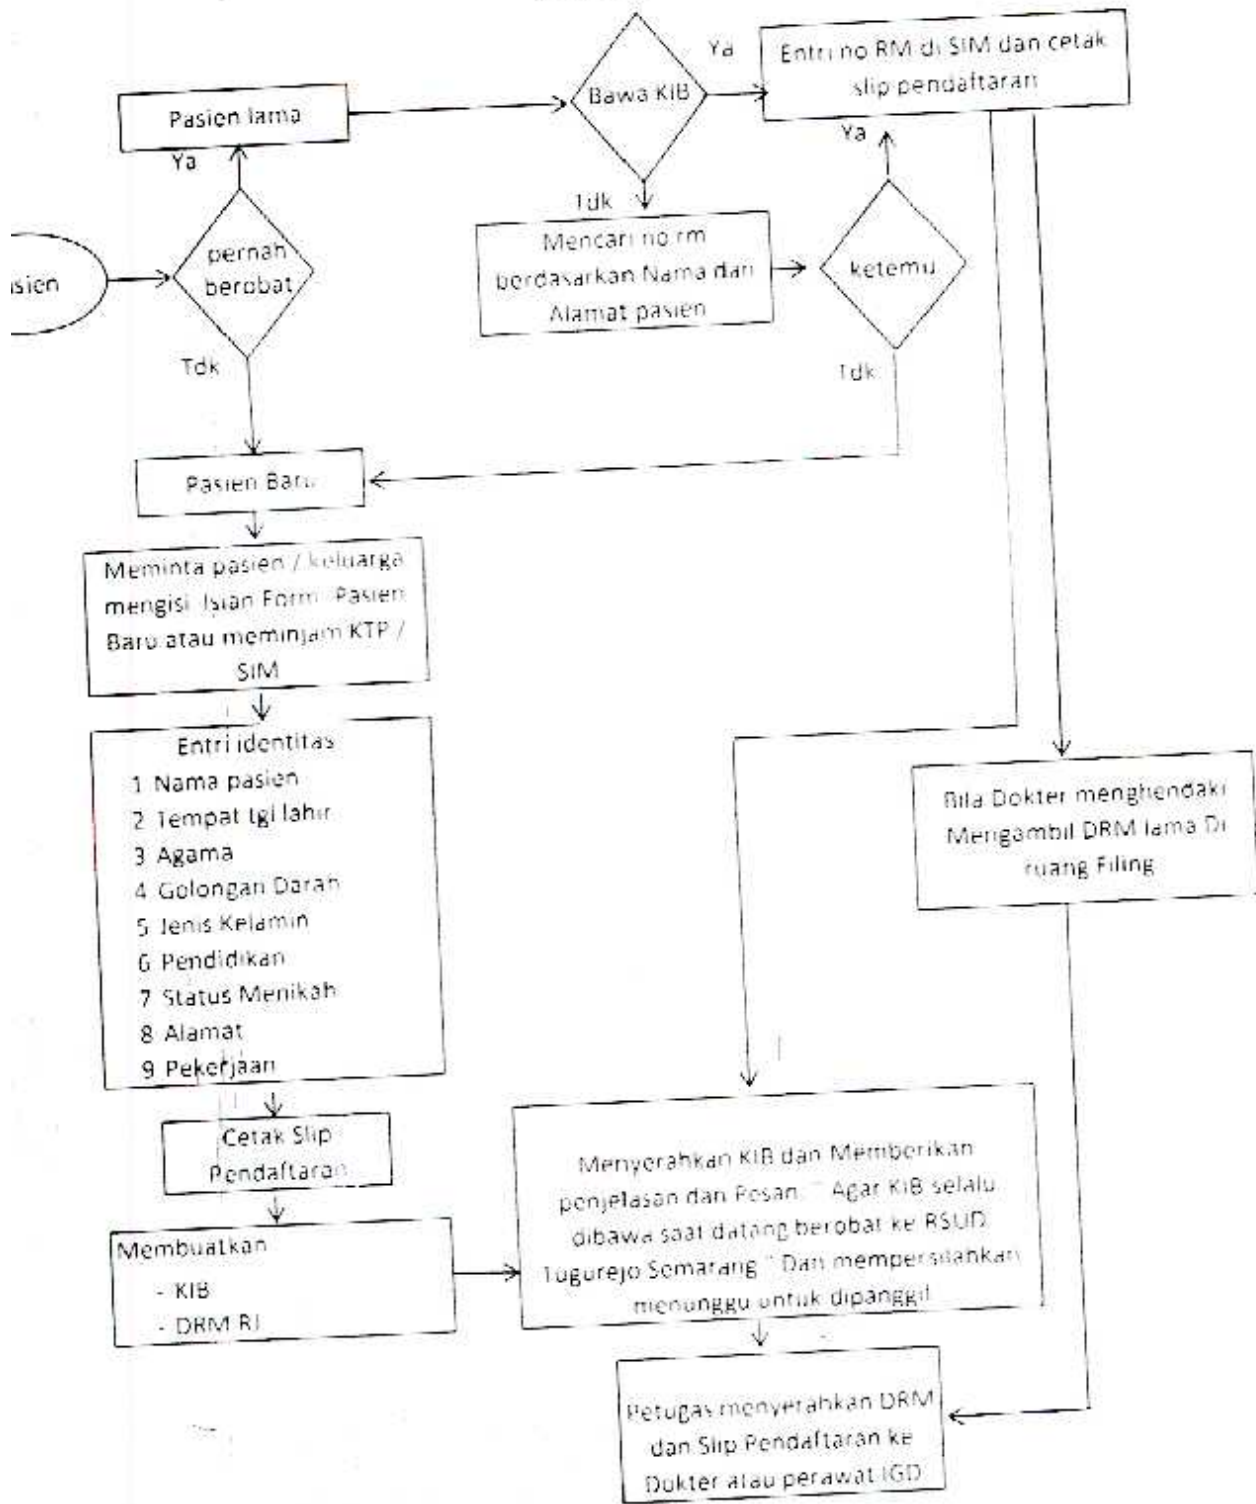 Ya
Entri no RM di SIM dan cetak
slip pendaftaran
Bawa KIB
Pasien lama
Ya
Ya
Tdk
Mencari no rm
berdasarkan Nama dan
Alamat pasien
ketemu
pernah
berobat
asien
Tdk
Tdk
Pasien Baru
Meminta pasien / keluarga
mengisi Isian Form Pasien
Baru atau meminjam KTP /
SIM
Entri identitas
1 Nama pasien
2 Tempat tgl lahir
3 Agama
4 Golongan Darah
5 Jenis Kelamin
6 Pendidikan
7 Status Menikah
8 Alamat
9 Pekerjaan
Bila Dokter menghendaki
Mengambil DRM lama Di
ruang Filing
Cetak Slip
Pendaftaran
Membuatkan
- KIB
- DRM RJ
Menyerahkan KIB dan Memberikan
penjelasan dan Pesan " Agar KIB selalu
dibawa saat datang berobat ke RSUD
Tugurejo Semarang " Dan mempersilahkan
menunggu untuk dipanggil
Petugas menyerahkan DRM
dan Slip Pendaftaran ke
Dokter atau perawat IGD